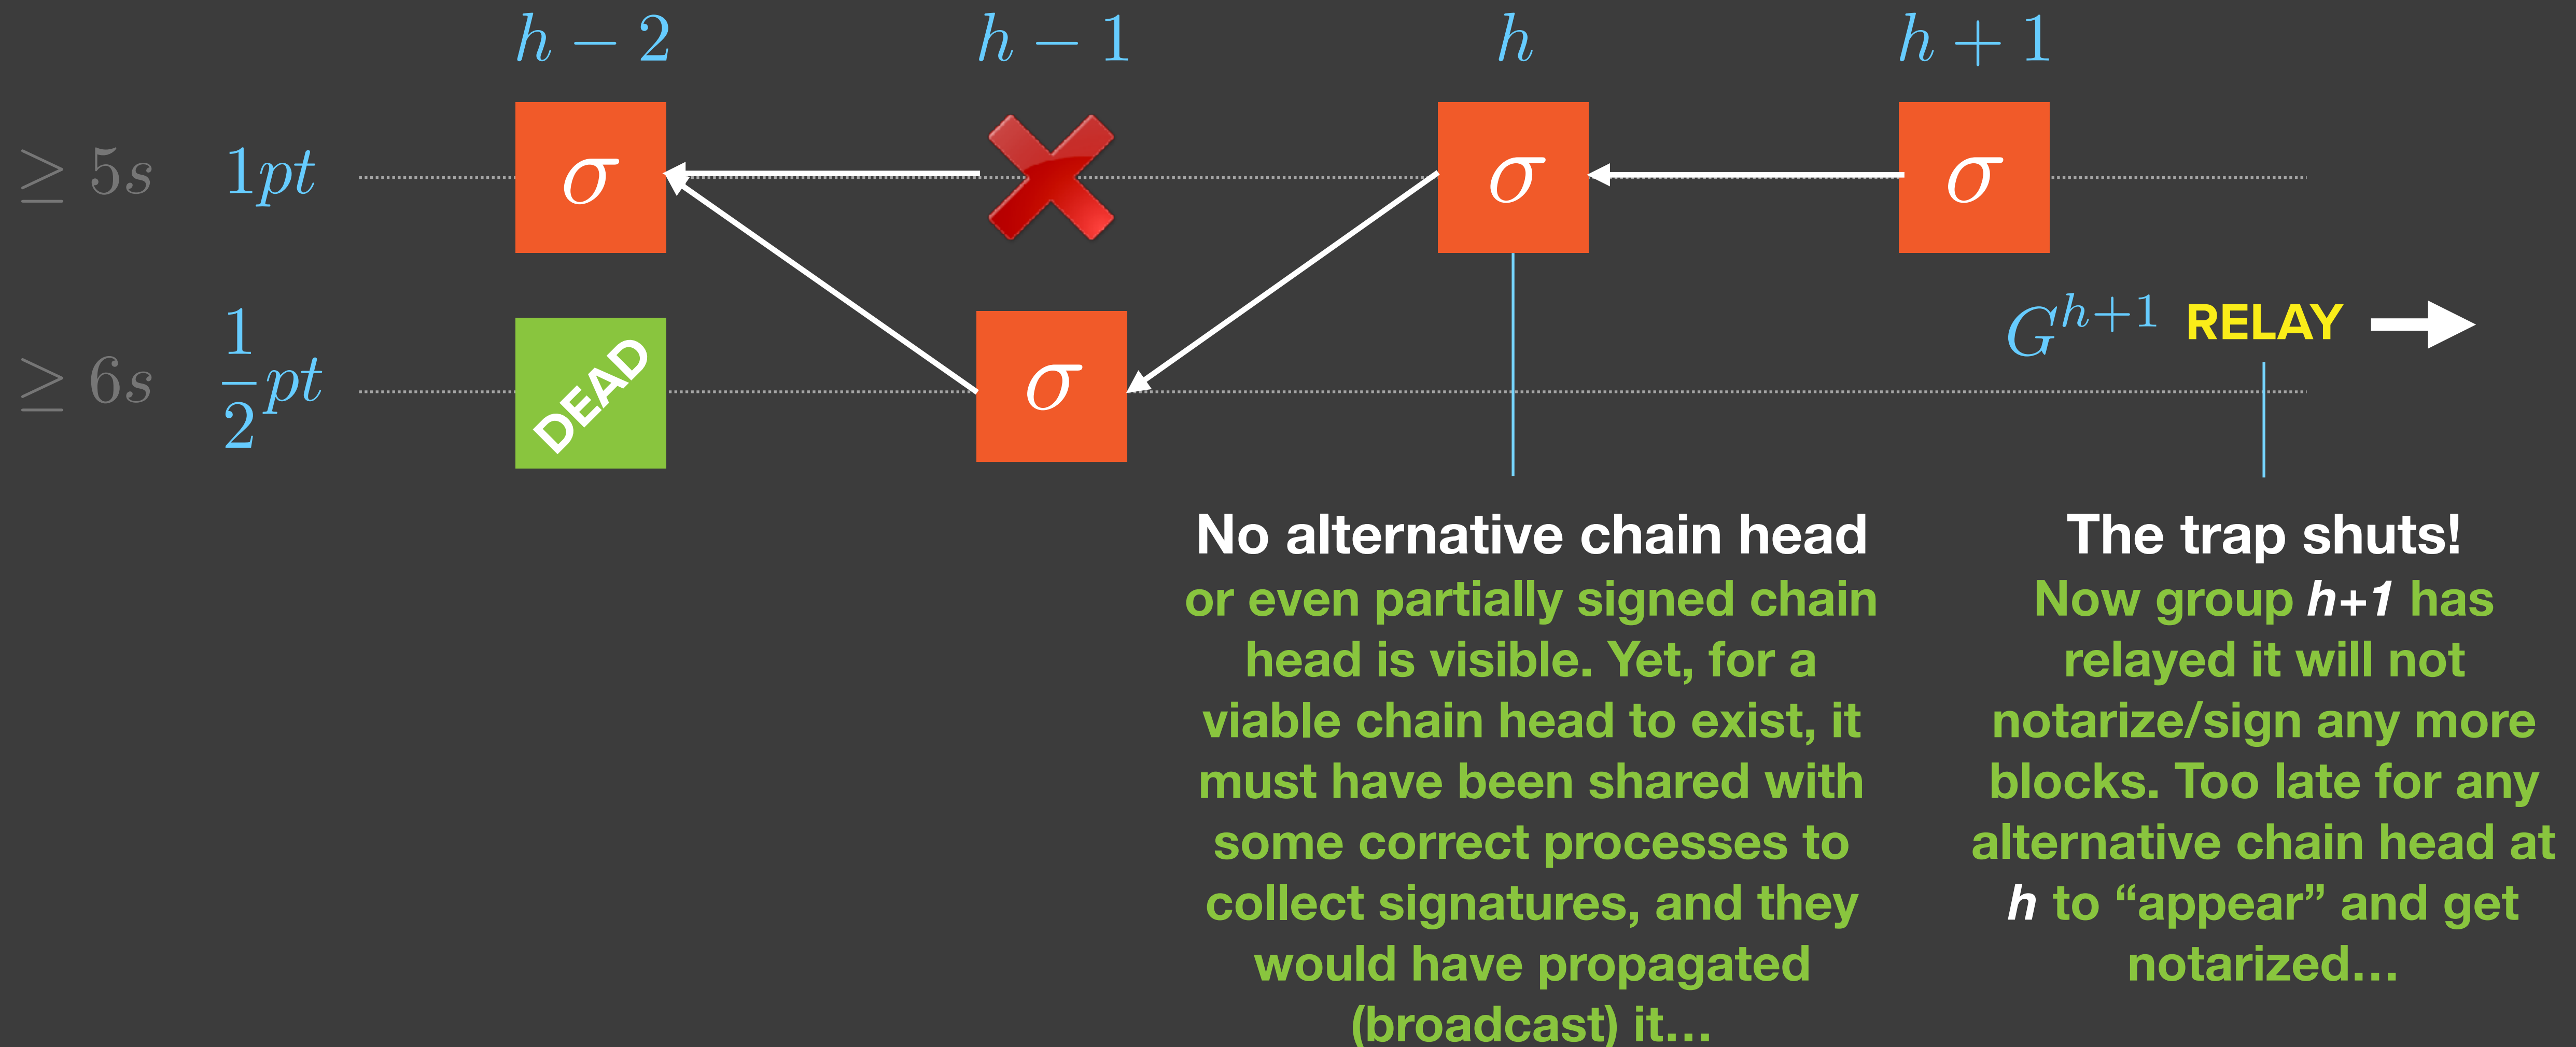 h − 2
h − 1
h
h + 1
≥ 5s 1pt
σ
σ
σ
≥ 6s 1/2 pt
DEAD
σ
G^{h+1} RELAY
No alternative chain head
or even partially signed chain
head is visible. Yet, for a
viable chain head to exist, it
must have been shared with
some correct processes to
collect signatures, and they
would have propagated
(broadcast) it…
The trap shuts!
Now group h+1 has
relayed it will not
notarize/sign any more
blocks. Too late for any
alternative chain head at
h to “appear” and get
notarized…